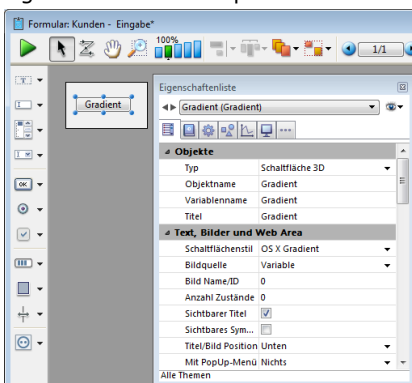 Formular: Kunden - Eingabe*
100%
1/1
Gradient
Eigenschaftenliste
Gradient (Gradient)
Objekte
Typ Schaltfläche 3D
Objektname Gradient
Variablenname Gradient
Titel Gradient
Text, Bilder und Web Area
Schaltflächenstil OS X Gradient
Bildquelle Variable
Bild Name/ID 0
Anzahl Zustände 0
Sichtbarer Titel
Sichtbares Sym...
Titel/Bild Position Unten
Mit PopUp-Menü Nichts
Alle Themen
OK